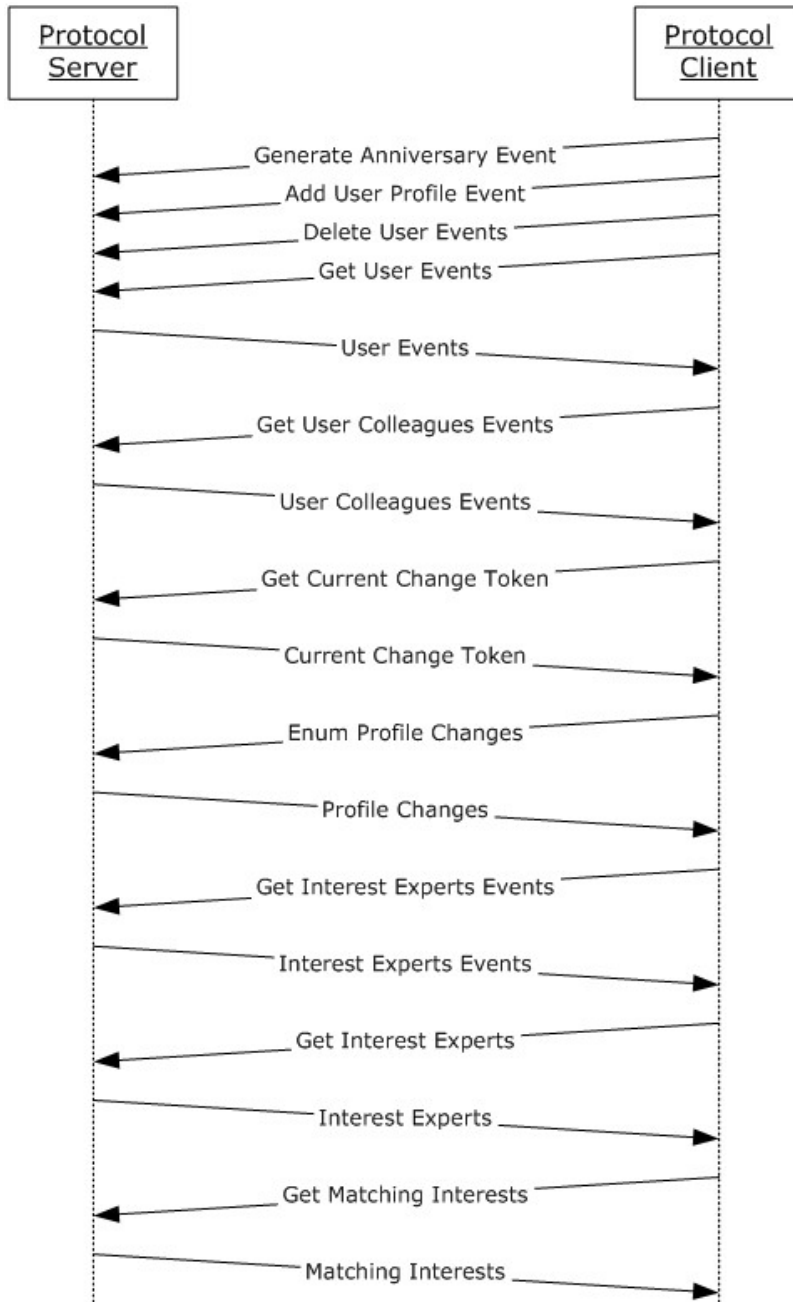 Protocol
Server
Protocol
Client
Generate Anniversary Event
Add User Profile Event
Delete User Events
Get User Events
User Events
Get User Colleagues Events
User Colleagues Events
Get Current Change Token
Current Change Token
Enum Profile Changes
Profile Changes
Get Interest Experts Events
Interest Experts Events
Get Interest Experts
Interest Experts
Get Matching Interests
Matching Interests